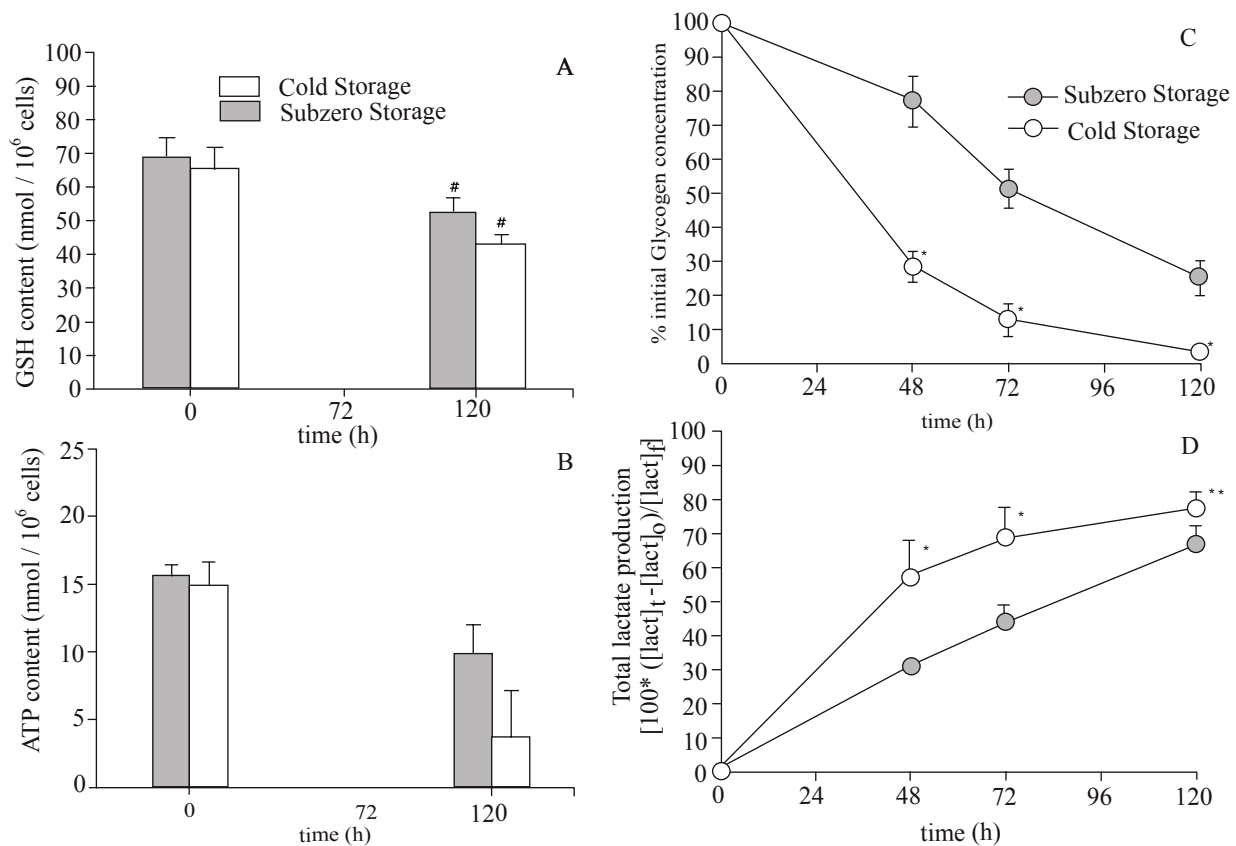 A
GSH content (nmol / 10⁶ cells)
100
90
80
70
60
50
40
30
20
10
0
Cold Storage
Subzero Storage
# #
0 72 120
time (h)
B
ATP content (nmol / 10⁶ cells)
25
20
15
10
5
0
0 72 120
time (h)
C
% initial Glycogen concentration
100
90
80
70
60
50
40
30
20
10
0
Subzero Storage
Cold Storage
* * *
0 24 48 72 96 120
time (h)
D
Total lactate production
[100* ([lact]t-[lact]o)/[lact]f]
100
90
80
70
60
50
40
30
20
10
0
* * **
0 24 48 72 96 120
time (h)